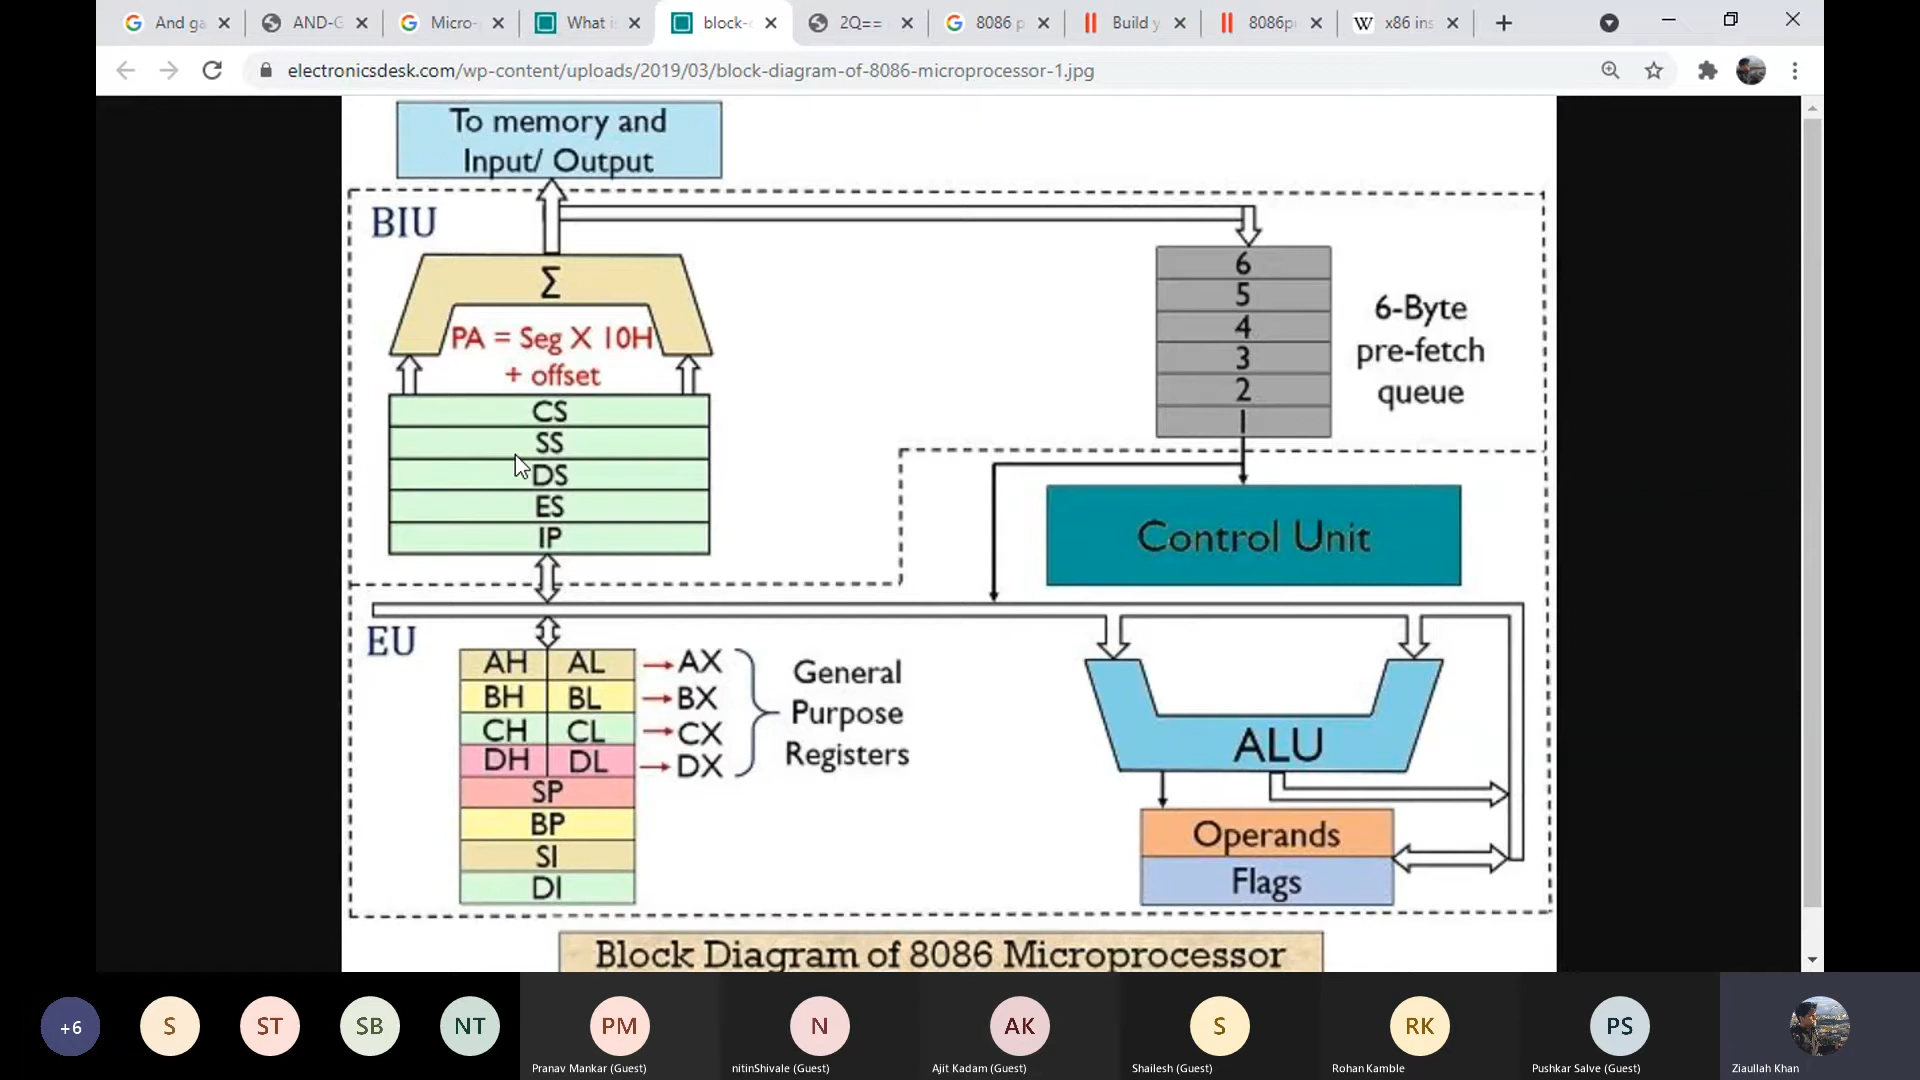 And ga
AND-G
Micro-
What is
block-
2Q==
8086 p
Build y
8086p
W
x86 ins
electronicsdesk.com/wp-content/uploads/2019/03/block-diagram-of-8086-microprocessor-1.jpg
To memory and
Input/ Output
BIU
Σ
PA = Seg X 10H
+ offset
CS
SS
DS
ES
IP
6
5
4
3
2
1
6-Byte
pre-fetch
queue
Control Unit
EU
AH AL AX
BH BL BX
CH CL CX
DH DL DX
SP
BP
SI
DI
General
Purpose
Registers
ALU
Operands
Flags
Block Diagram of 8086 Microprocessor
+6
S
ST
SB
NT
PM
Pranav Mankar (Guest)
N
nitinShivale (Guest)
AK
Ajit Kadam (Guest)
S
Shailesh (Guest)
RK
Rohan Kamble
PS
Pushkar Salve (Guest)
Ziaullah Khan